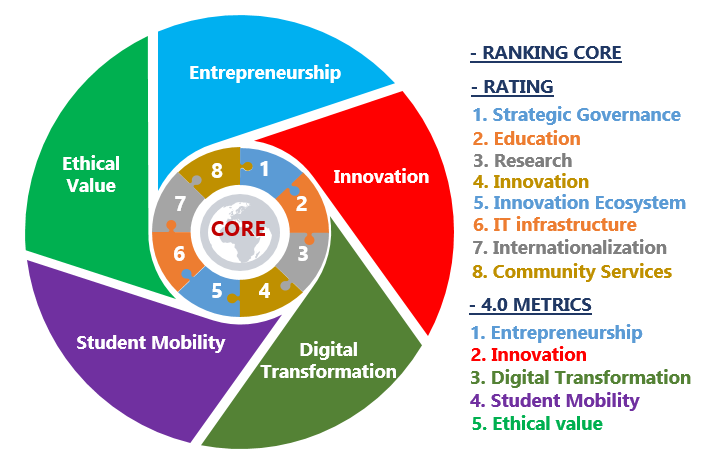 Entrepreneurship
Ethical
Value
Innovation
8
1
7
2
CORE
6
3
5
4
Student Mobility
Digital
Transformation
- RANKING CORE
- RATING
1. Strategic Governance
2. Education
3. Research
4. Innovation
5. Innovation Ecosystem
6. IT infrastructure
7. Internationalization
8. Community Services
- 4.0 METRICS
1. Entrepreneurship
2. Innovation
3. Digital Transformation
4. Student Mobility
5. Ethical value